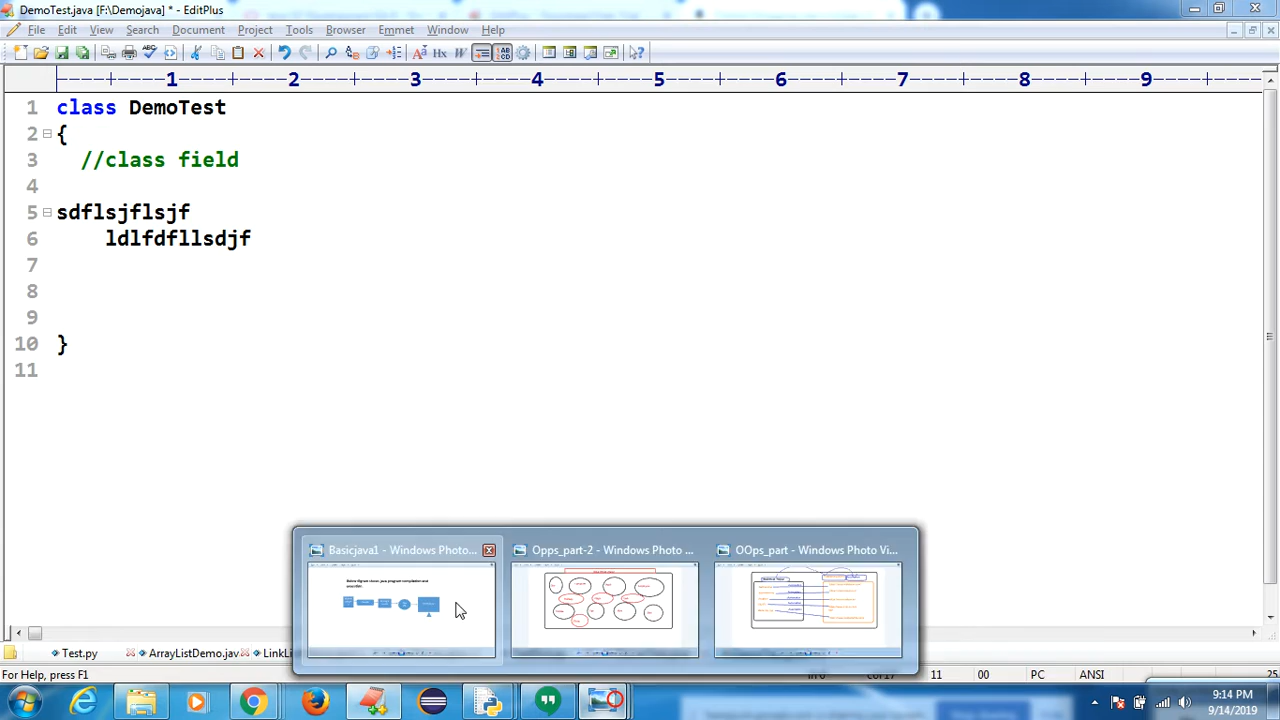 DemoTest.java [F:\Demojava] * - EditPlus
File Edit View Search Document Project Tools Browser Emmet Window Help
1 2 3 4 5 6 7 8 9
1 class DemoTest
2 {
3 //class field
4
5 sdflsjflsjf
6 ldlfdfllsdjf
7
8
9
10 }
11
Basicjava1 - Windows Photo... Opps_part-2 - Windows Photo ... OOps_part - Windows Photo Vi...
Test.py ArrayListDemo.jav
For Help, press F1 11 00 PC ANSI
9:14 PM
9/14/2019